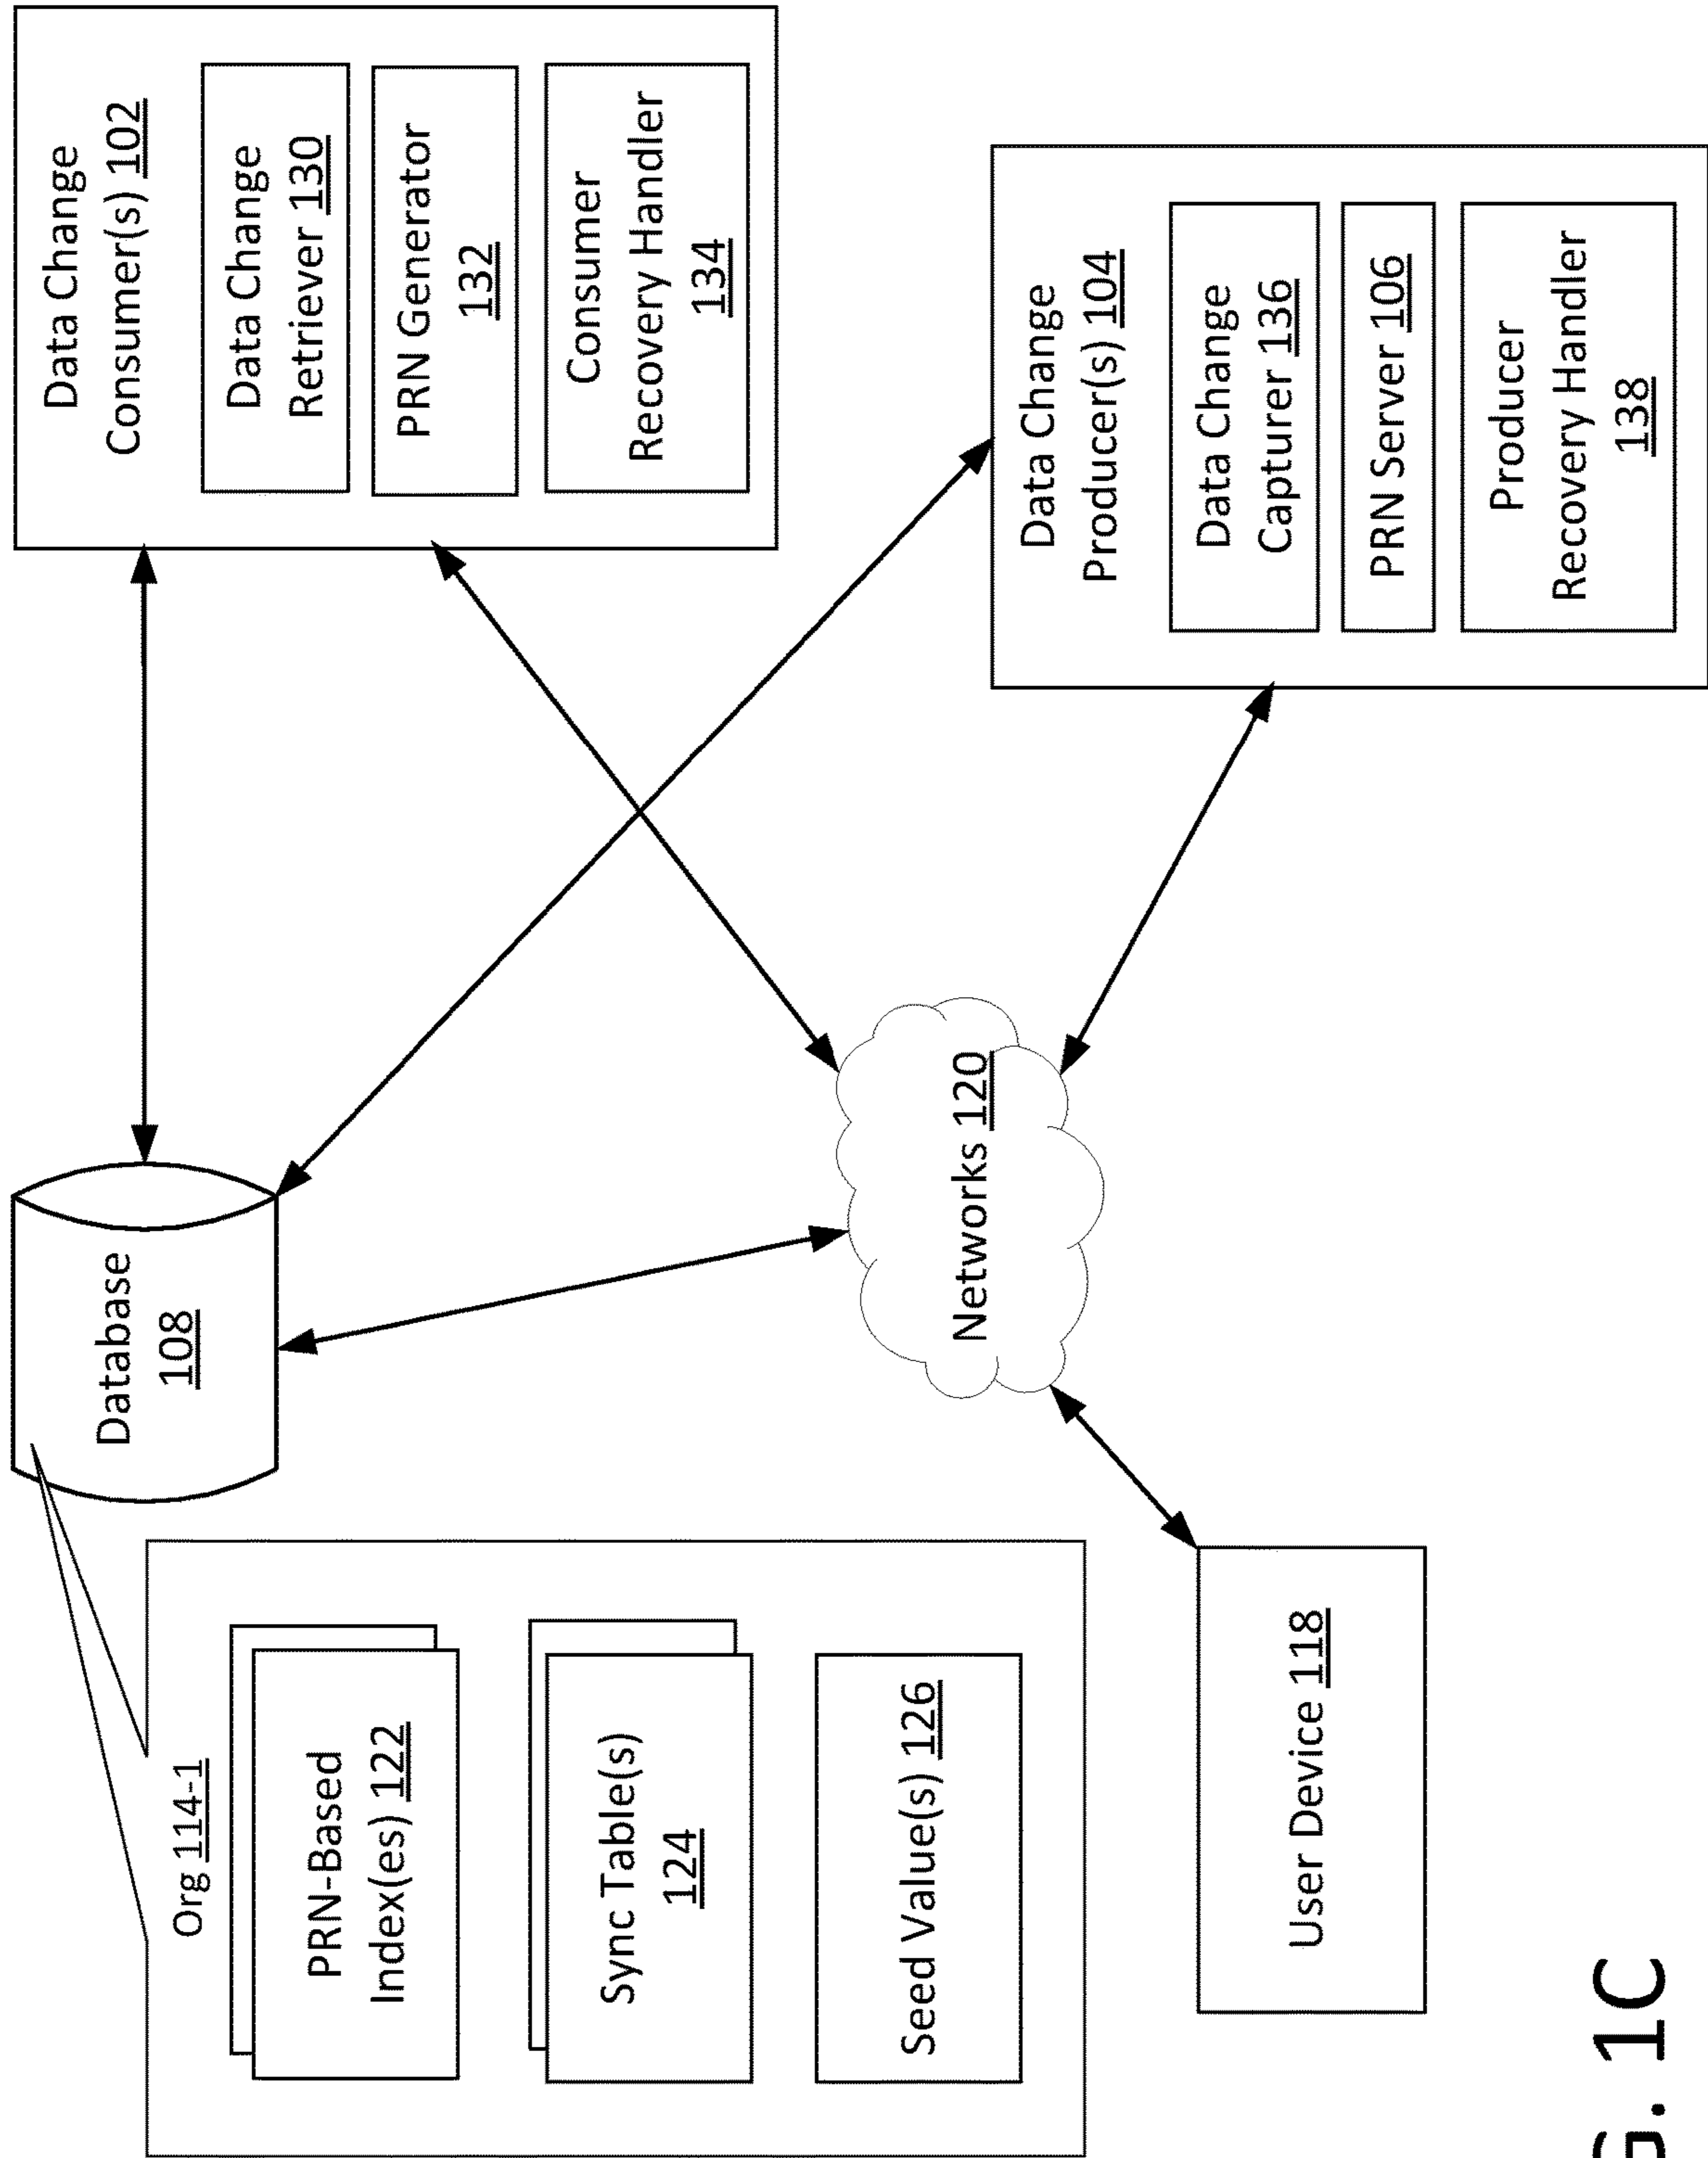 Org 114-1
PRN-Based
Index(es) 122
Sync Table(s)
124
Seed Value(s) 126
Database
108
User Device 118
Networks 120
Data Change
Consumer(s) 102
Data Change
Retriever 130
PRN Generator
132
Consumer
Recovery Handler
134
Data Change
Producer(s) 104
Data Change
Capturer 136
PRN Server 106
Producer
Recovery Handler
138
G. 1C